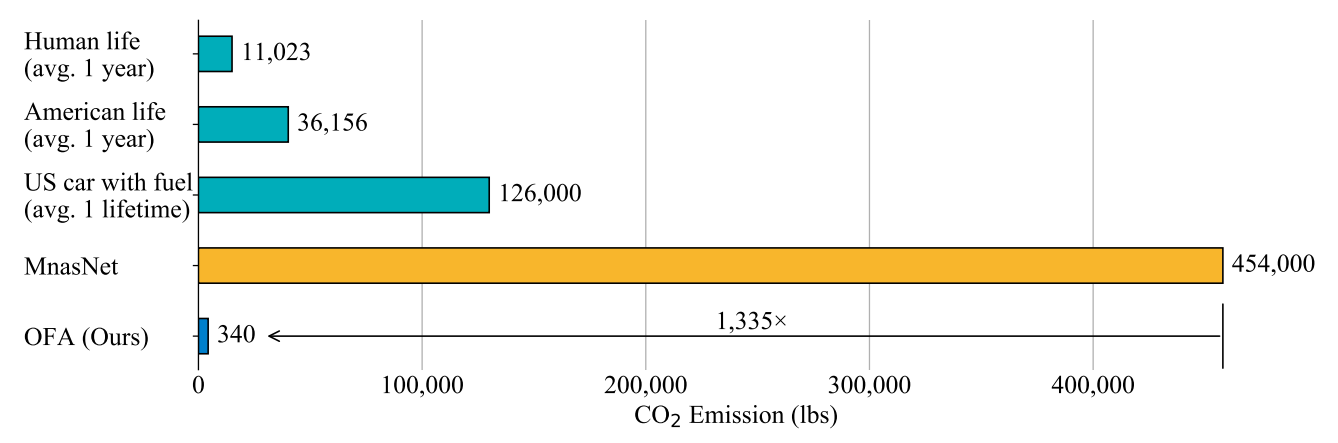 Human life
(avg. 1 year)
11,023
American life
(avg. 1 year)
36,156
US car with fuel
(avg. 1 lifetime)
126,000
MnasNet
454,000
OFA (Ours)
340
1,335×
0
100,000
200,000
300,000
400,000
CO₂ Emission (lbs)